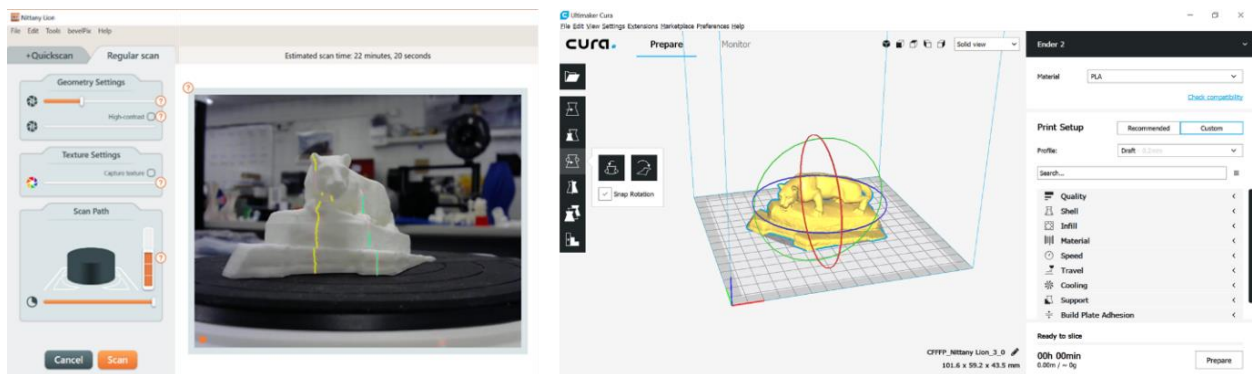 Nittany Lion
File Edit Tools bevelPix Help
+Quickscan Regular scan
Estimated scan time: 22 minutes, 20 seconds
Geometry Settings
?
High-contrast ?
Texture Settings
Capture texture
?
Scan Path
?
Cancel Scan
?
Ultimaker Cura
File Edit View Settings Extensions Marketplace Preferences Help
cura. Prepare Monitor
Solid view
Snap Rotation
CFFFP_Nittany Lion_3_0
101.6 x 59.2 x 43.5 mm
Ender 2
Material PLA
Check compatibility
Print Setup Recommended Custom
Profile: Draft 0.2mm
Search...
Quality
Shell
Infill
Material
Speed
Travel
Cooling
Support
Build Plate Adhesion
Ready to slice
00h 00min
0.00m / ~ 0g
Prepare